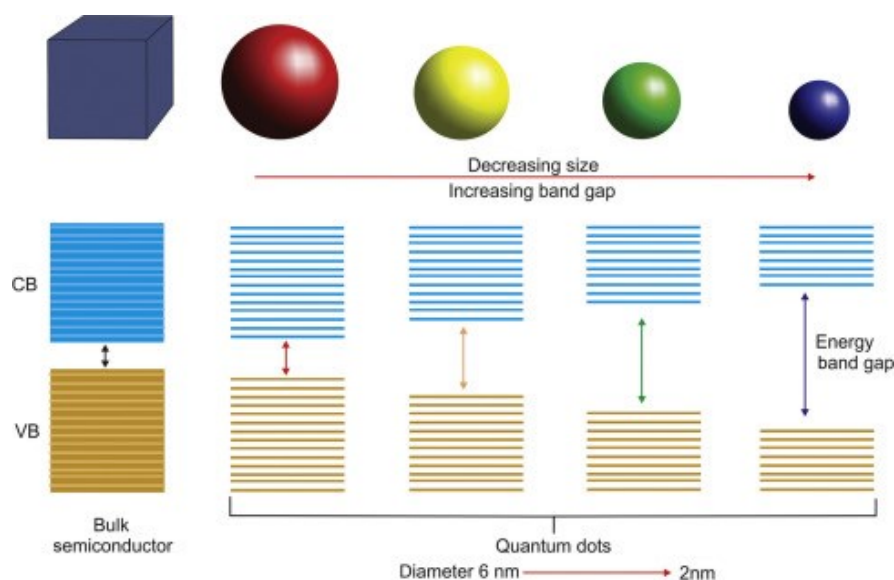 Decreasing size
Increasing band gap
CB
Energy
band gap
VB
Bulk
semiconductor
Quantum dots
Diameter 6 nm 2nm